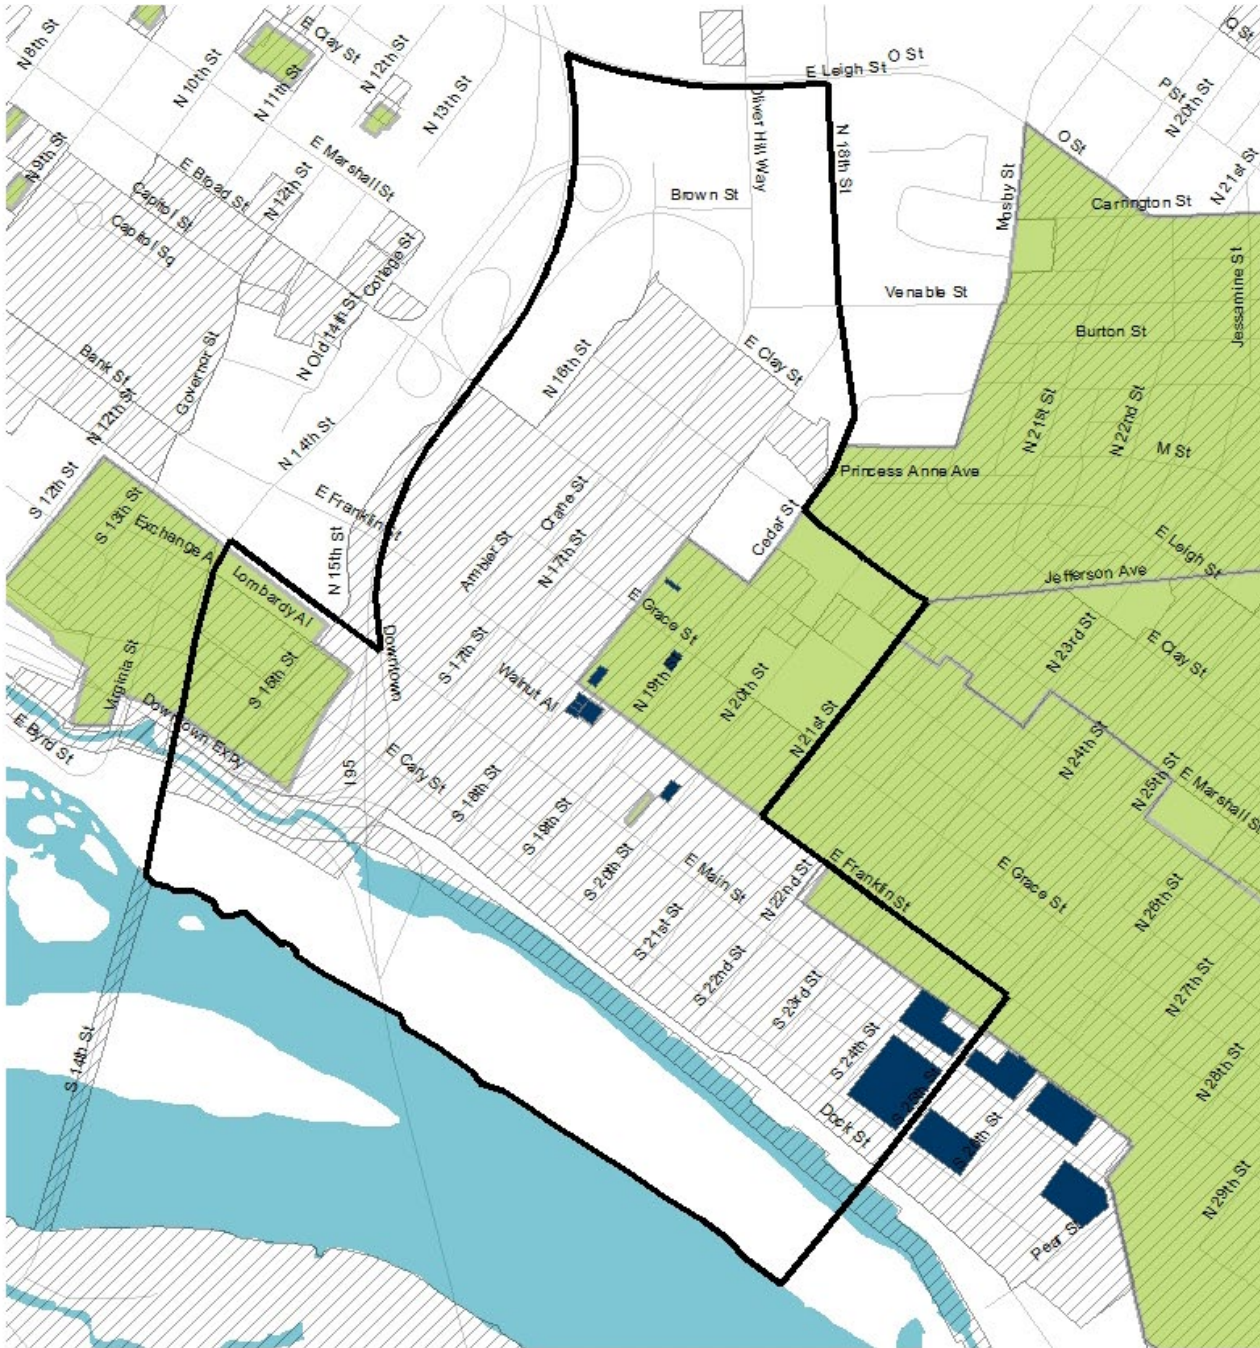 N 8th St
E Clay St
N 12th St
O St
E Leigh St
Q St
N 10th St
N 11th St
N 13th St
Oliver Hill Way
P St
N 20th St
N 9th St
E Marshall St
N 18th St
O St
E Broad St
N 12th St
N 21st St
Capitol St
Brown St
Mosby St
Carrington St
Capitol Sq
College St
Jessamine St
Venable St
N Old 14th St
Burton St
Governor St
E Clay St
Bank St
N 16th St
N 12th St
N 21st St
N 22nd St
N 14th St
M St
S 12th St
Princess Anne Ave
E Franklin St
Crane St
S 13th St
Exchange A
Cedar St
N 15th St
Amber St
N 17th St
E Leigh St
Lombardy Al
Jefferson Ave
E Grace St
Downtown
N 23rd St
E Clay St
S 17th St
Virginia St
S 15th St
Walnut Al
N 19th
N 20th St
N 21st St
Downtown Expy
N 24th St
E Byrd St
I 95
E Cary St
N 25th St
E Marshall St
S 18th St
S 19th St
S 20th St
E Main St
N 22nd St
E Franklin St
E Grace St
N 26th St
S 21st St
S 22nd St
S 23rd St
N 27th St
S 14th St
S 24th St
N 28th St
S 25th St
Dock St
S 26th St
N 29th St
Pear St